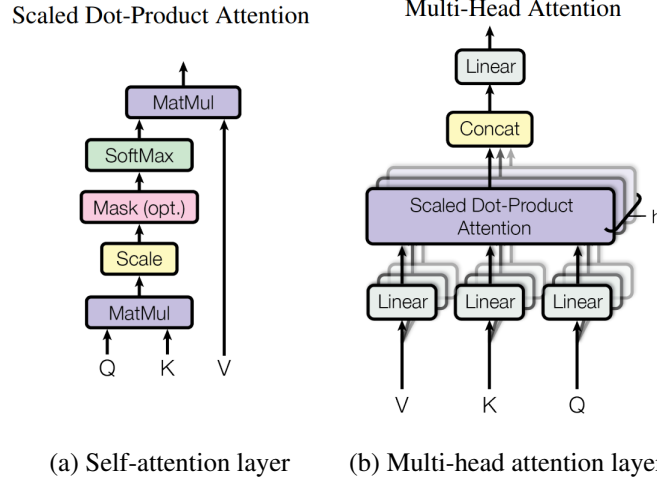 Scaled Dot-Product Attention
MatMul
SoftMax
Mask (opt.)
Scale
MatMul
Q K V
(a) Self-attention layer
Multi-Head Attention
Linear
Concat
Scaled Dot-Product
Attention
h
Linear Linear Linear
V K Q
(b) Multi-head attention layer